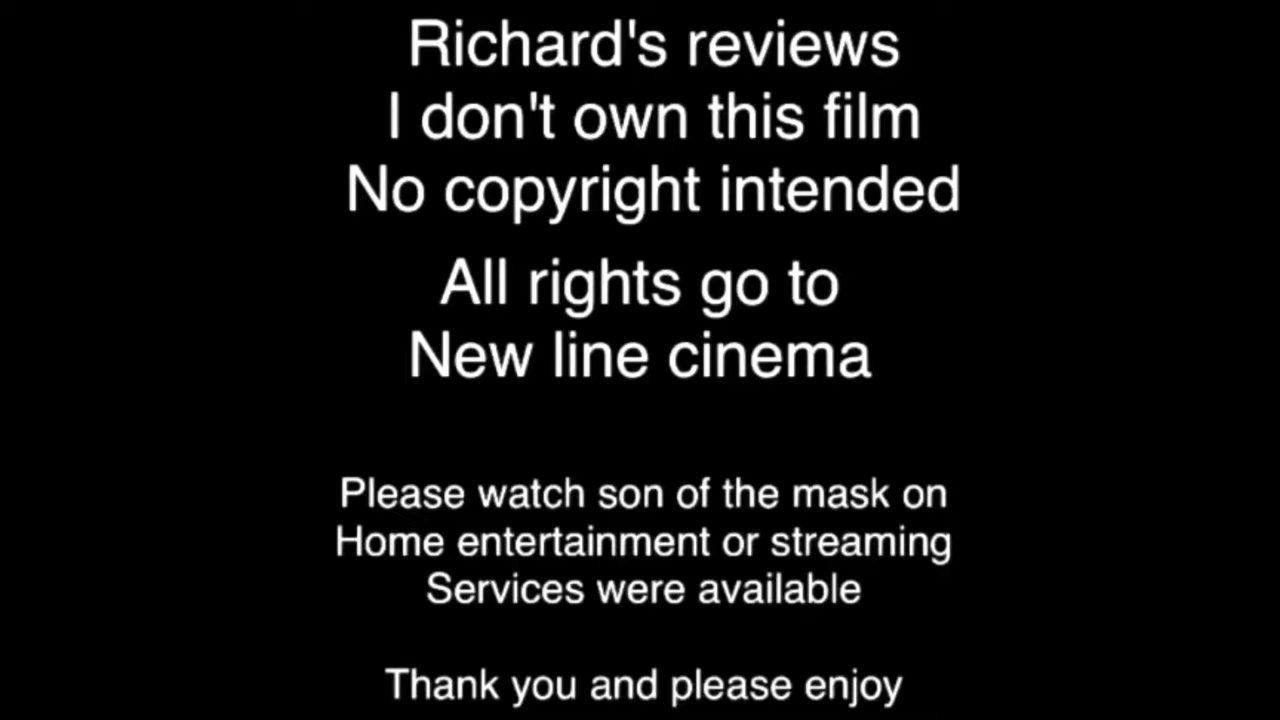 Richard's reviews
I don't own this film
No copyright intended
All rights go to
New line cinema
Please watch son of the mask on
Home entertainment or streaming
Services were available
Thank you and please enjoy